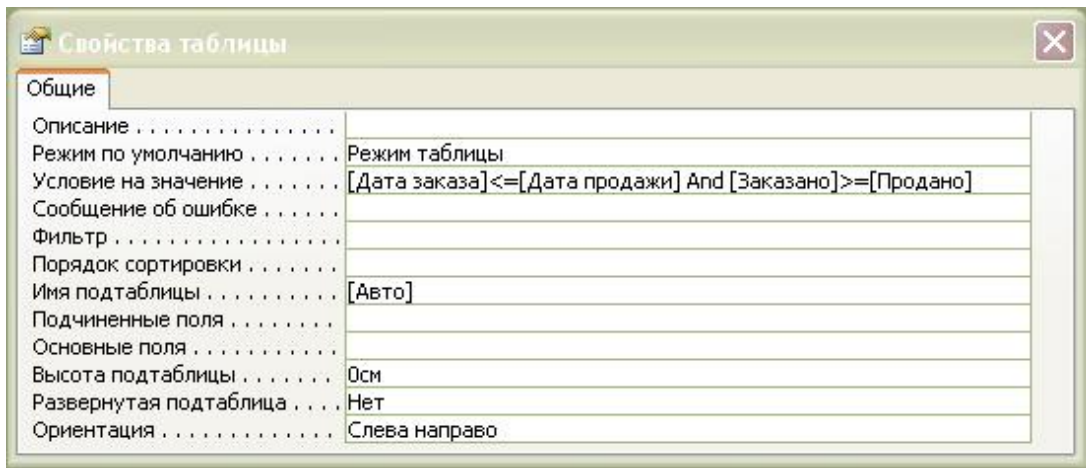 Свойства таблицы
Общие
Описание . . . . . . . . . . . . . . .
Режим по умолчанию . . . . . . . Режим таблицы
Условие на значение . . . . . . . [Дата заказа]<=[Дата продажи] And [Заказано]>=[Продано]
Сообщение об ошибке . . . . . .
Фильтр . . . . . . . . . . . . . . . . .
Порядок сортировки . . . . . . .
Имя подтаблицы . . . . . . . . . . [Авто]
Подчиненные поля . . . . . . . .
Основные поля . . . . . . . . . . .
Высота подтаблицы . . . . . . . 0см
Развернутая подтаблица . . . . Нет
Ориентация . . . . . . . . . . . . . Слева направо